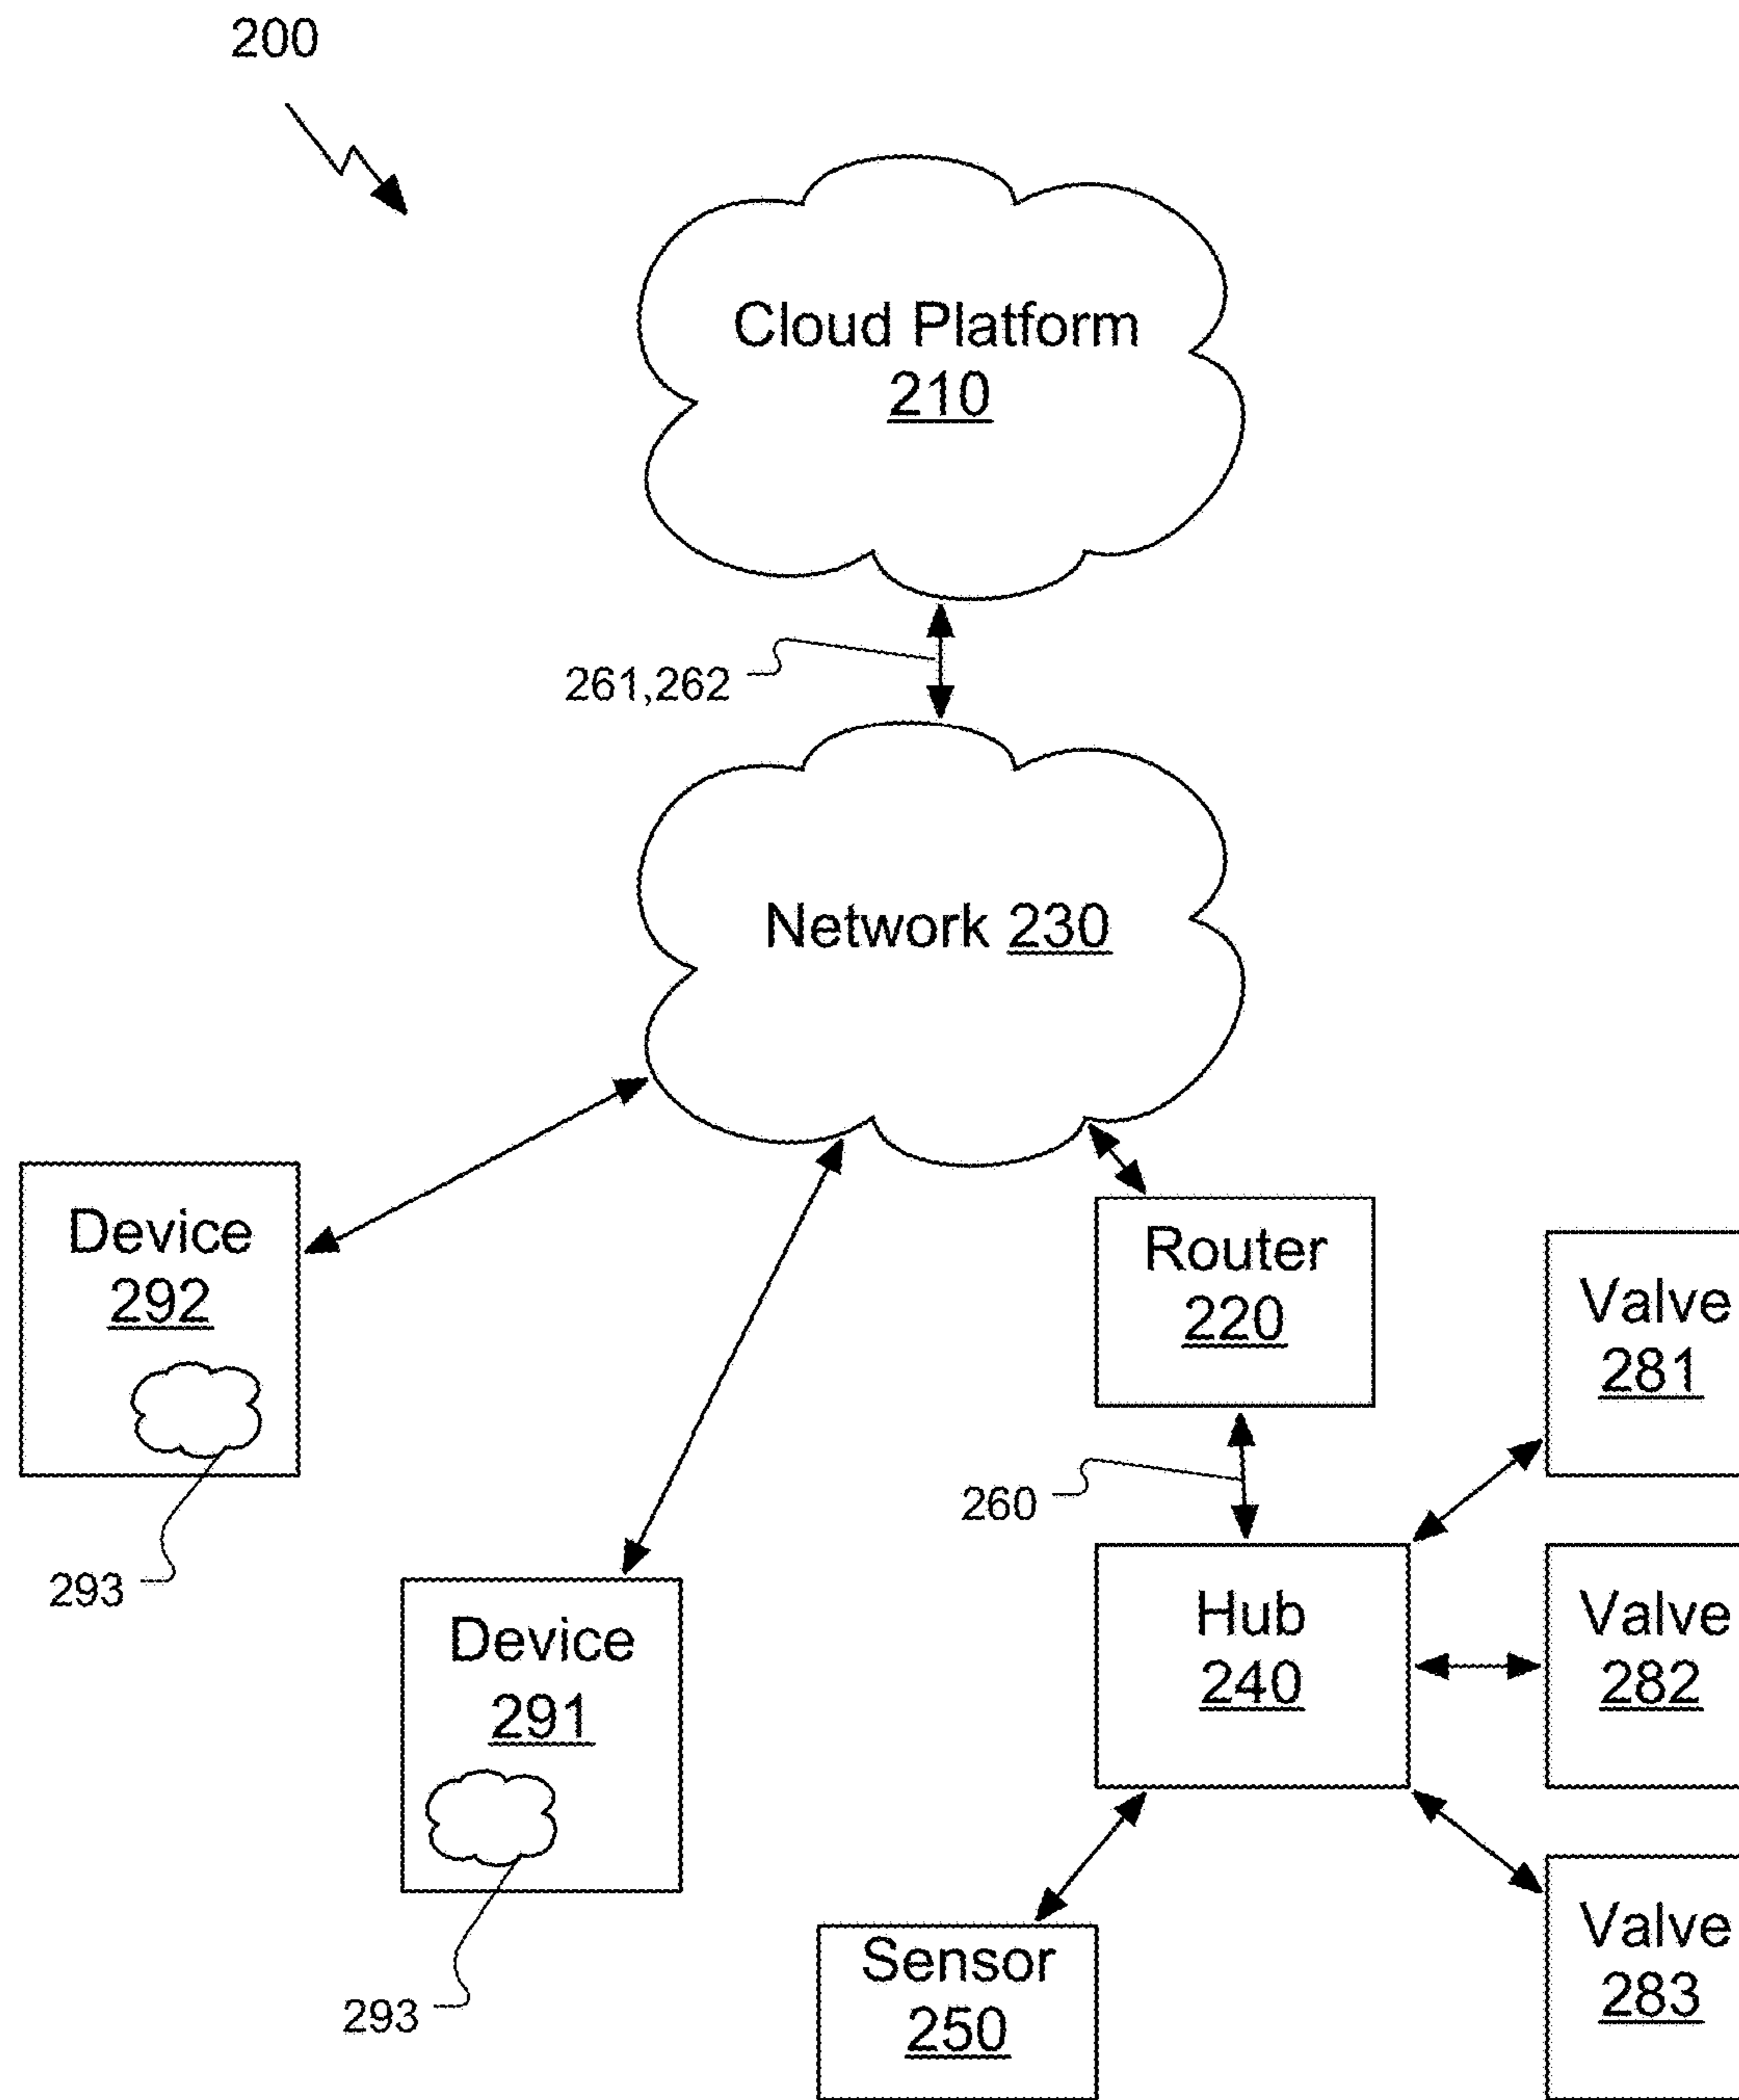 200
Cloud Platform
210
261,262
Network 230
Device
292
293
Router
220
Valve
281
260
Device
291
293
Hub
240
Valve
282
Sensor
250
Valve
283